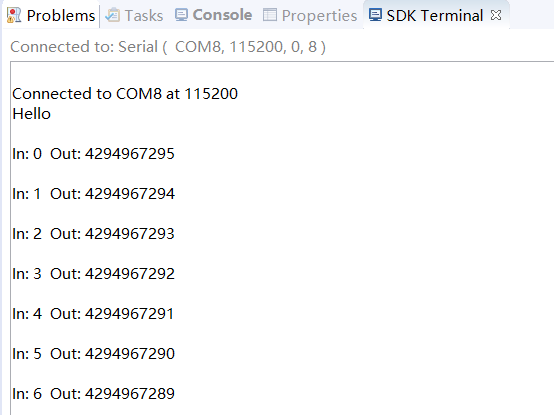 Problems Tasks Console Properties SDK Terminal
Connected to: Serial ( COM8, 115200, 0, 8 )
Connected to COM8 at 115200
Hello
In: 0 Out: 4294967295
In: 1 Out: 4294967294
In: 2 Out: 4294967293
In: 3 Out: 4294967292
In: 4 Out: 4294967291
In: 5 Out: 4294967290
In: 6 Out: 4294967289